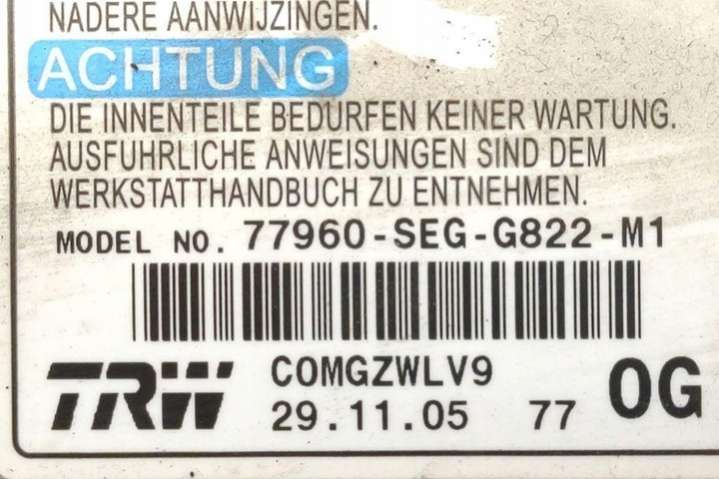 NADERE AANWIJZINGEN.
ACHTUNG
DIE INNENTEILE BEDURFEN KEINER WARTUNG.
AUSFUHRLICHE ANWEISUNGEN SIND DEM
WERKSTATTHANDBUCH ZU ENTNEHMEN.
MODEL NO. 77960-SEG-G822-M1
TRW COMGZWLV9 0G
29.11.05 77